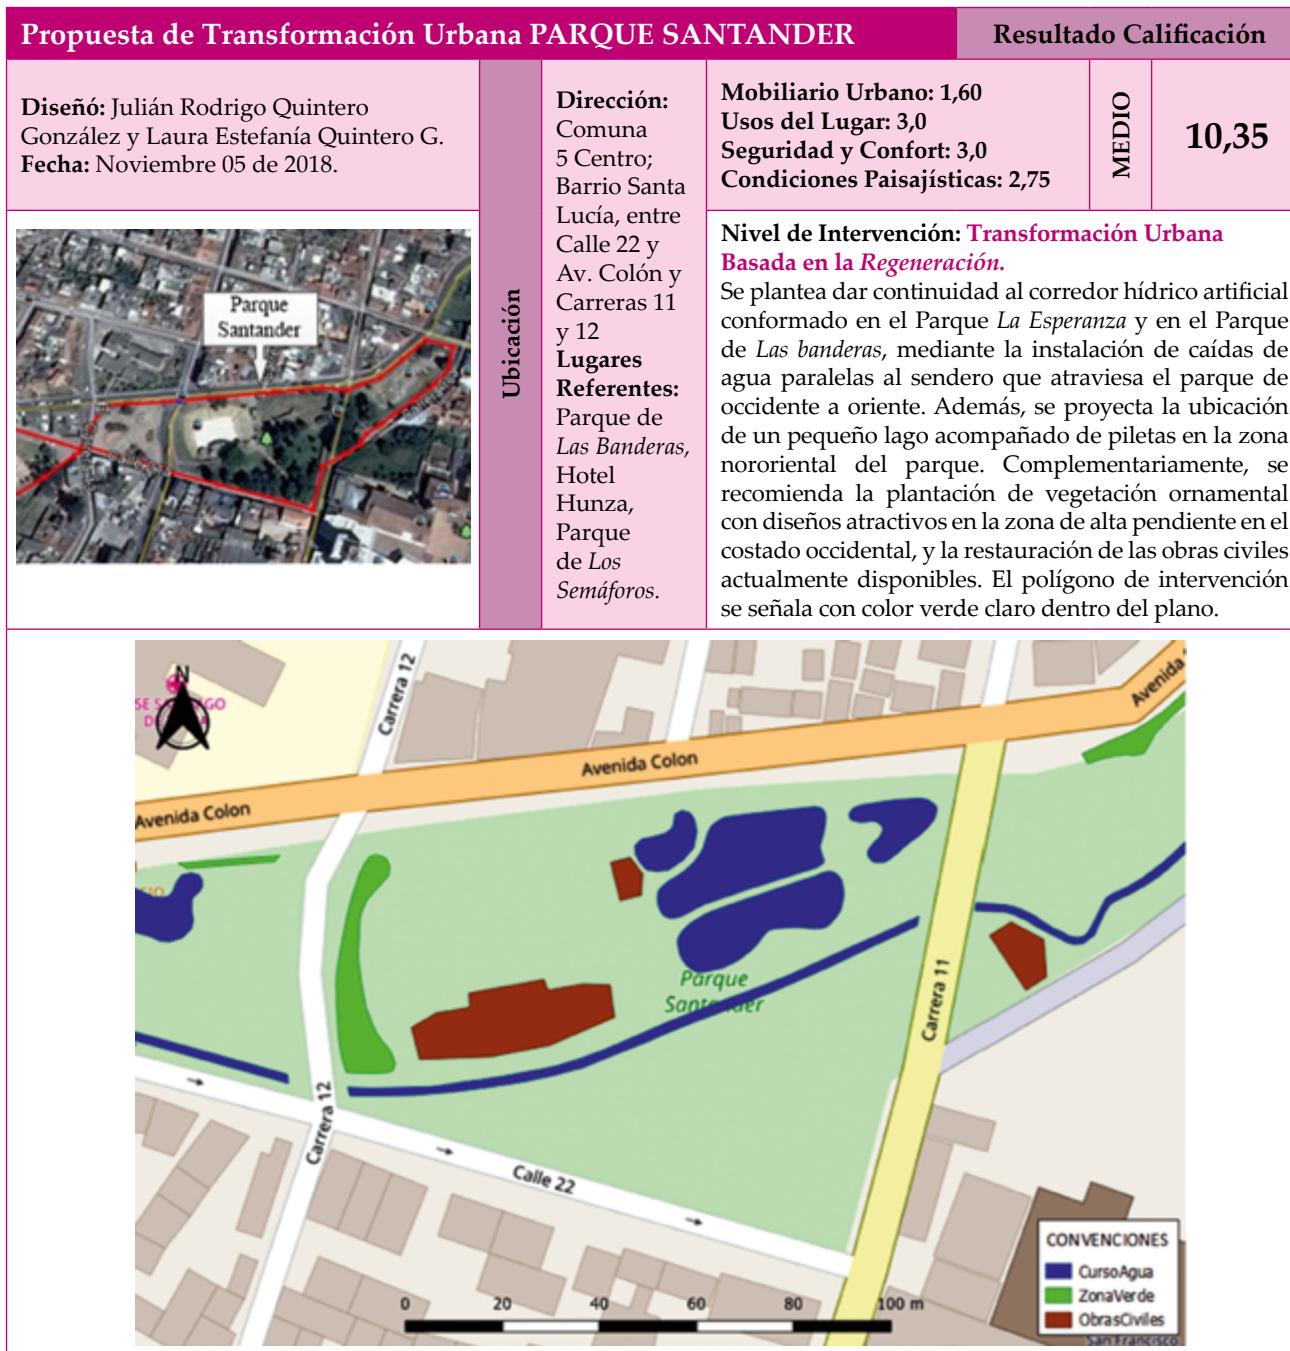 Propuesta de Transformación Urbana PARQUE SANTANDER
Resultado Calificación
Diseñó: Julián Rodrigo Quintero
González y Laura Estefanía Quintero G.
Fecha: Noviembre 05 de 2018.
Ubicación
Dirección:
Comuna
5 Centro;
Barrio Santa
Lucía, entre
Calle 22 y
Av. Colón y
Carreras 11
y 12
Lugares
Referentes:
Parque de
Las Banderas,
Hotel
Hunza,
Parque
de Los
Semáforos.
Mobiliario Urbano: 1,60
Usos del Lugar: 3,0
Seguridad y Confort: 3,0
Condiciones Paisajísticas: 2,75
MEDIO
10,35
Parque
Santander
Nivel de Intervención: Transformación Urbana
Basada en la Regeneración.
Se plantea dar continuidad al corredor hídrico artificial
conformado en el Parque La Esperanza y en el Parque
de Las banderas, mediante la instalación de caídas de
agua paralelas al sendero que atraviesa el parque de
occidente a oriente. Además, se proyecta la ubicación
de un pequeño lago acompañado de piletas en la zona
nororiental del parque. Complementariamente, se
recomienda la plantación de vegetación ornamental
con diseños atractivos en la zona de alta pendiente en el
costado occidental, y la restauración de las obras civiles
actualmente disponibles. El polígono de intervención
se señala con color verde claro dentro del plano.
N
Carrera 12
Avenida
Avenida Colon
Avenida Colon
Parque
Santander
Carrera 11
Carrera 12
Calle 22
CONVENCIONES
CursoAgua
ZonaVerde
ObrasCiviles
San Francisco
0 20 40 60 80 100 m